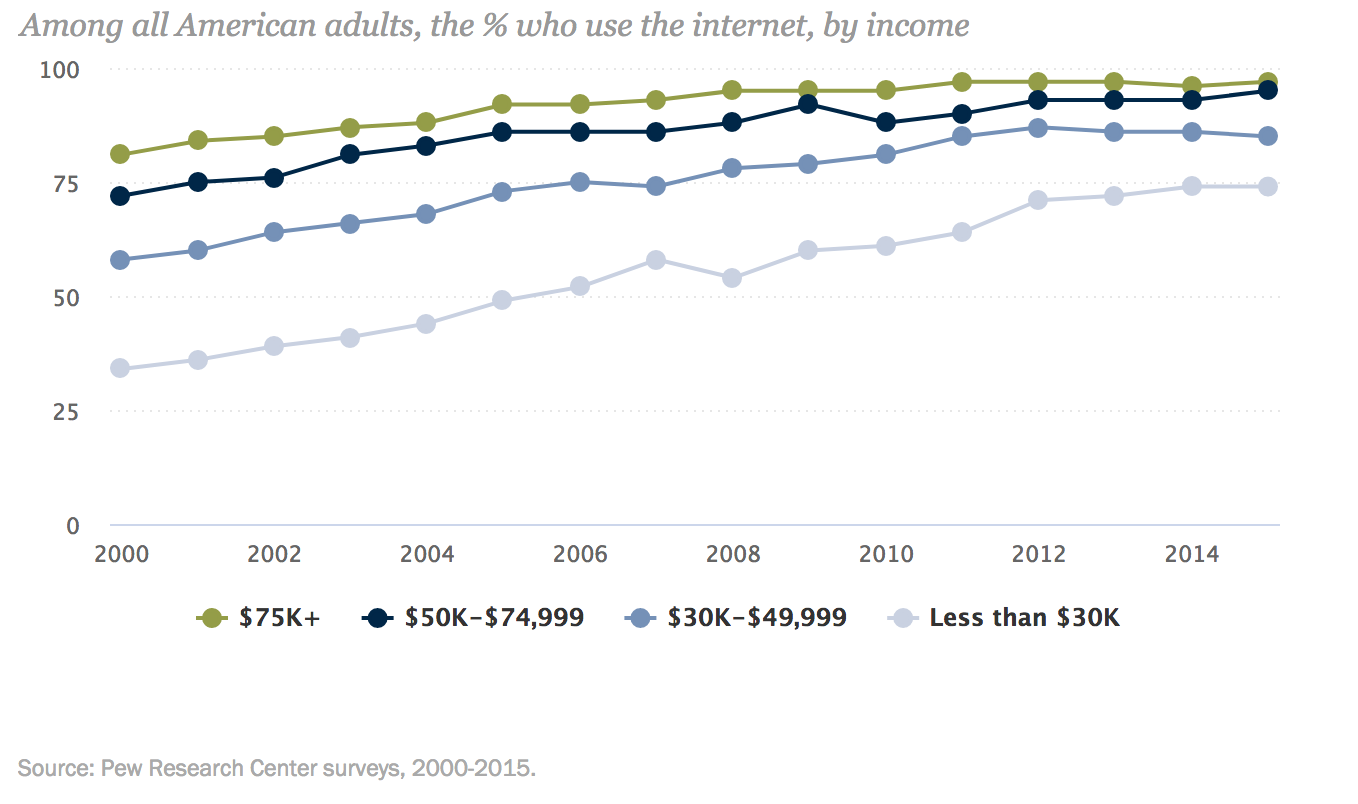 Among all American adults, the % who use the internet, by income
100
75
50
25
0
2000 2002 2004 2006 2008 2010 2012 2014
$75K+ $50K–$74,999 $30K–$49,999 Less than $30K
Source: Pew Research Center surveys, 2000-2015.